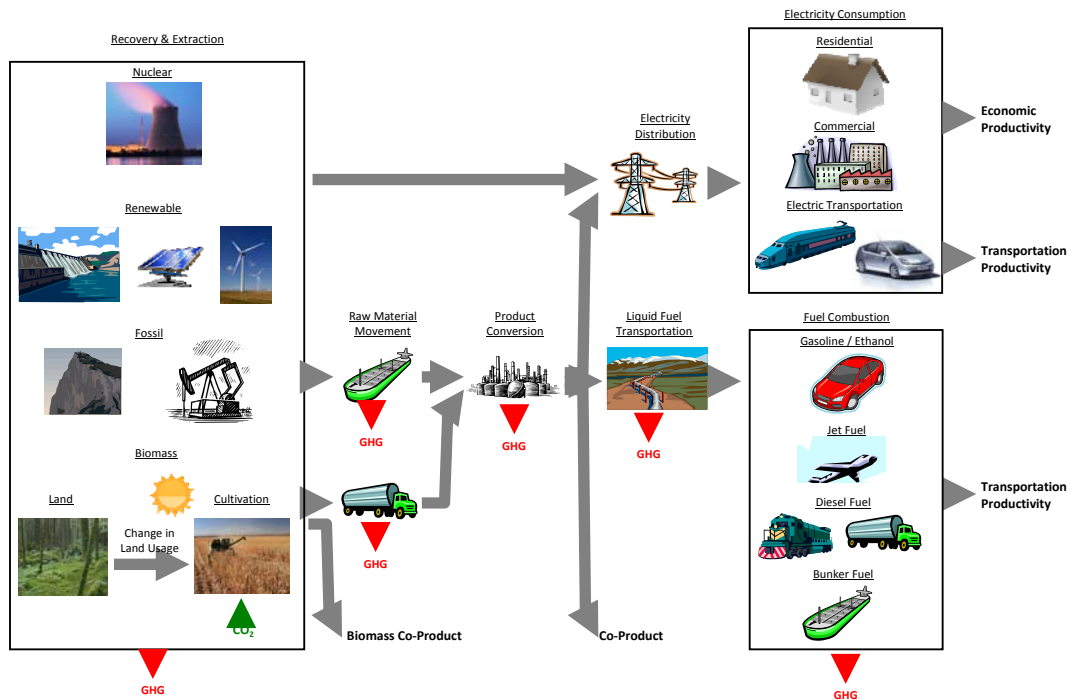 Recovery & Extraction
Nuclear
Renewable
Fossil
Biomass
Land
Cultivation
Change in
Land Usage
CO₂
GHG
Raw Material
Movement
GHG
GHG
Biomass Co-Product
Product
Conversion
GHG
Electricity
Distribution
Liquid Fuel
Transportation
GHG
Co-Product
Electricity Consumption
Residential
Commercial
Electric Transportation
Economic
Productivity
Transportation
Productivity
Fuel Combustion
Gasoline / Ethanol
Jet Fuel
Diesel Fuel
Bunker Fuel
GHG
Transportation
Productivity